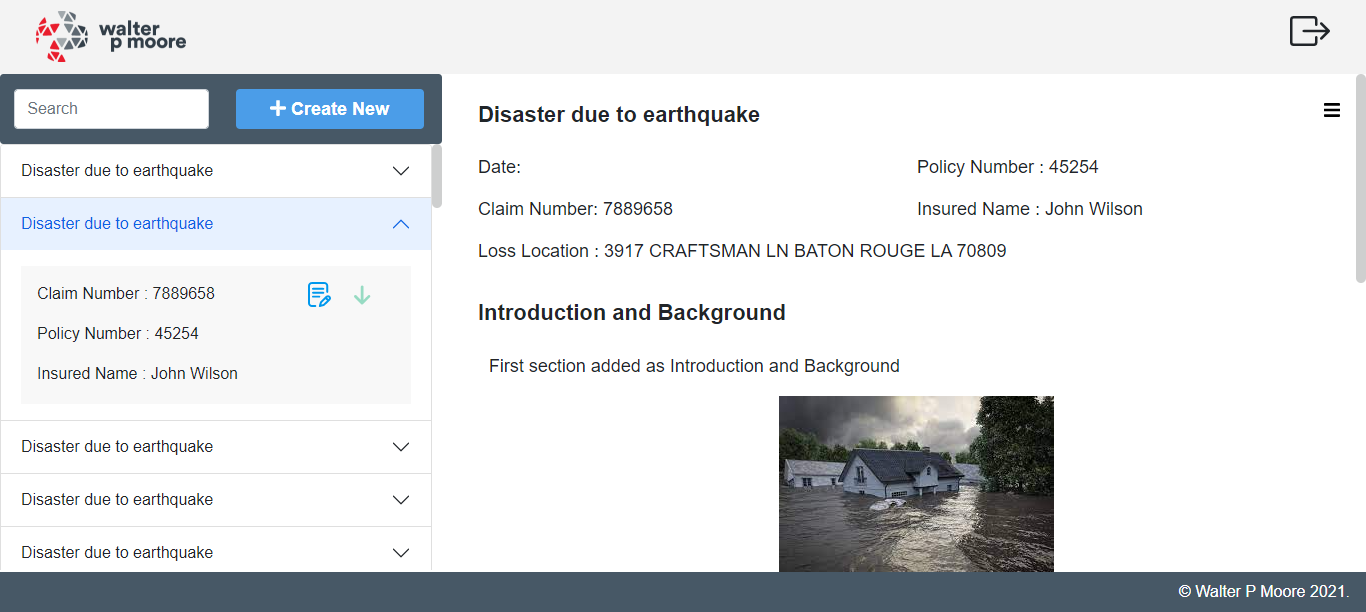 walter
p moore
Search
Create New
Disaster due to earthquake
Disaster due to earthquake
Claim Number : 7889658
Policy Number : 45254
Insured Name : John Wilson
Disaster due to earthquake
Disaster due to earthquake
Disaster due to earthquake
Disaster due to earthquake
Date:
Policy Number : 45254
Claim Number: 7889658
Insured Name : John Wilson
Loss Location : 3917 CRAFTSMAN LN BATON ROUGE LA 70809
Introduction and Background
First section added as Introduction and Background
© Walter P Moore 2021.